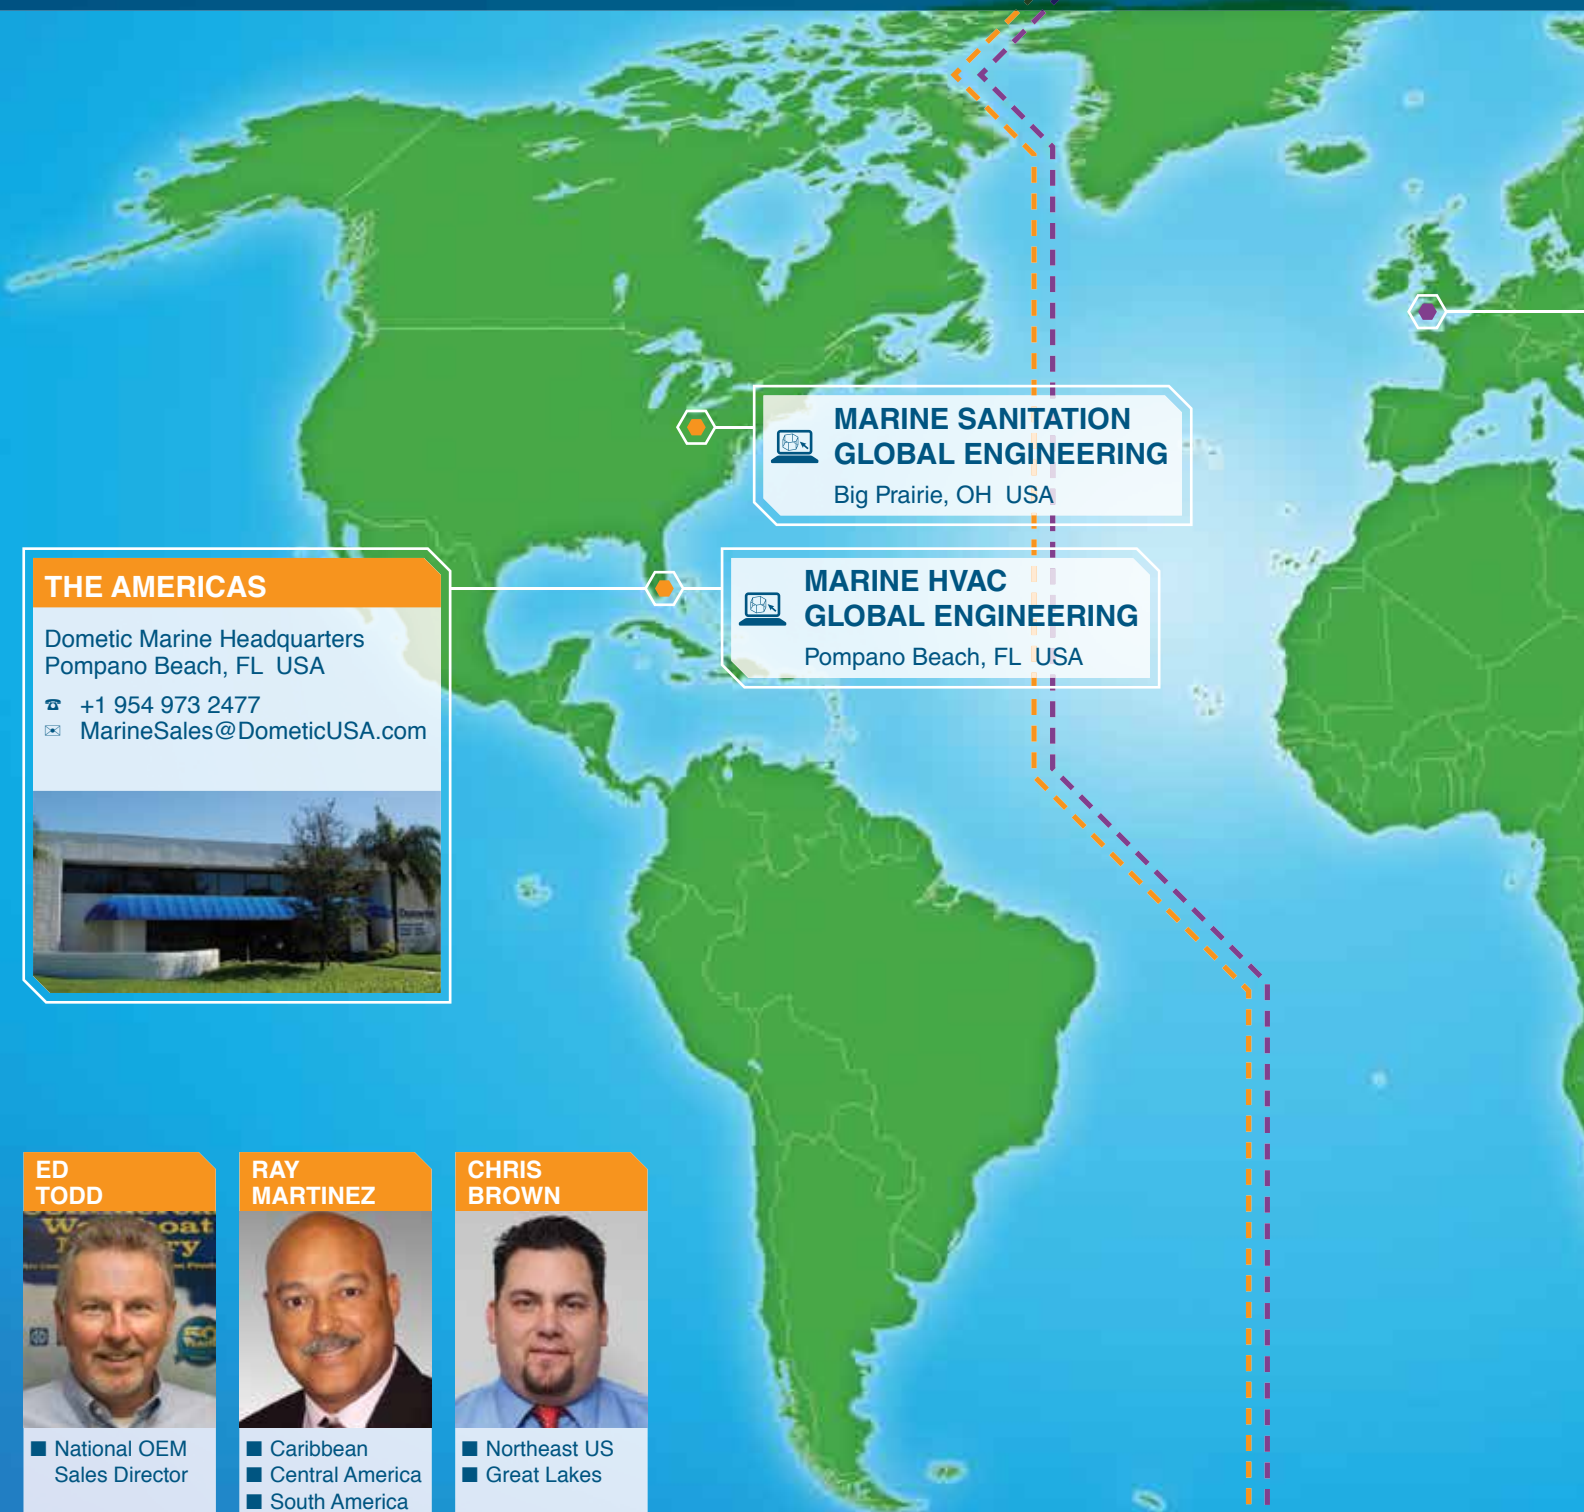 MARINE SANITATION
GLOBAL ENGINEERING
Big Prairie, OH USA
THE AMERICAS
Dometic Marine Headquarters
Pompano Beach, FL USA
+1 954 973 2477
MarineSales@DometicUSA.com
MARINE HVAC
GLOBAL ENGINEERING
Pompano Beach, FL USA
Dometic
ED
TODD
50
National OEM
Sales Director
RAY
MARTINEZ
Caribbean
Central America
South America
CHRIS
BROWN
Northeast US
Great Lakes